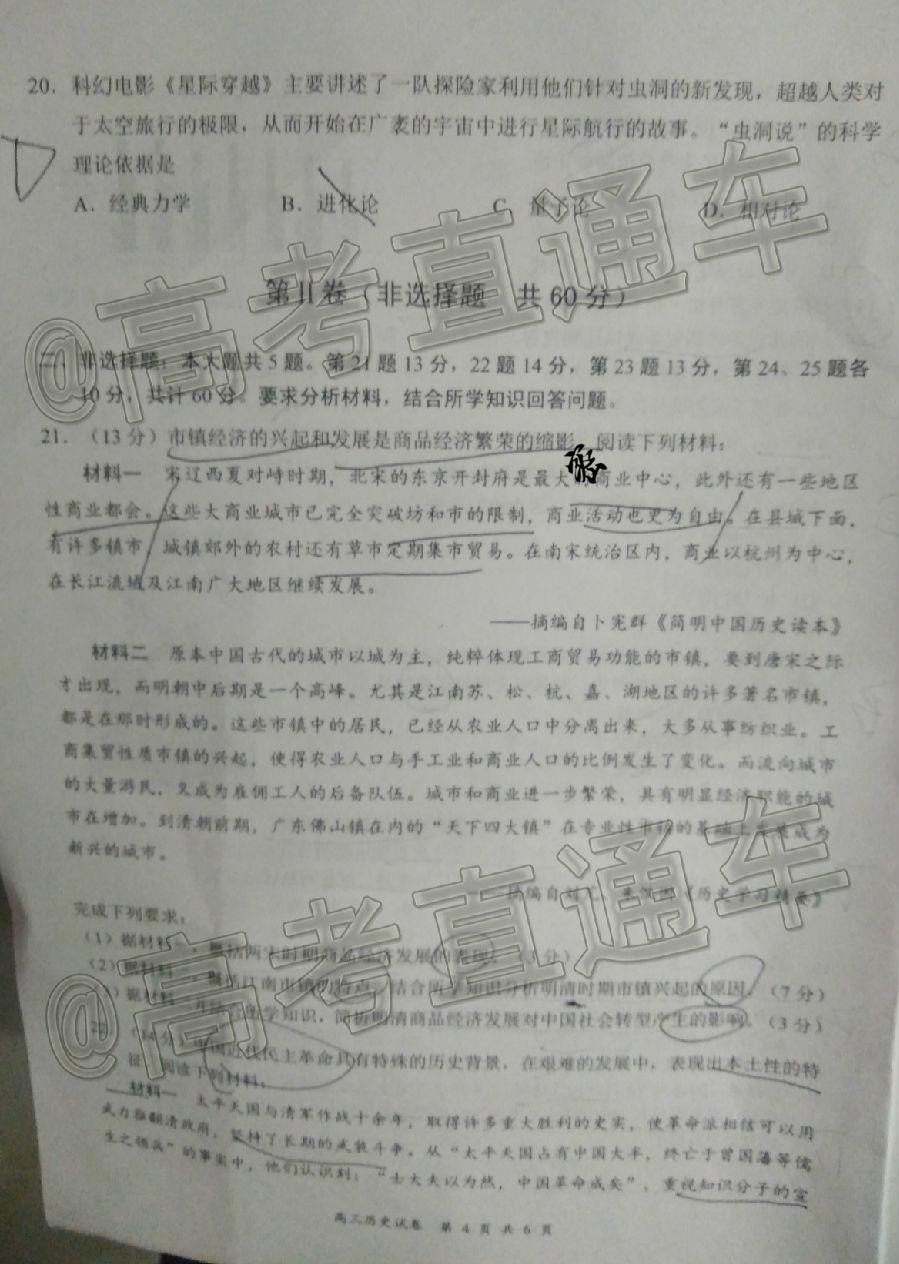 20．科幻电影《星际穿越》主要讲述了一队探险家利用他们针对虫洞的新发现，超越人类对
于太空旅行的极限，从而开始在广袤的宇宙中进行星际航行的故事。“虫洞说”的科学
理论依据是
D
A．经典力学 B．进化论 C．量子论 D．相对论
@高考直通车
第II卷（非选择题 共60分）
二、非选择题：本大题共5题。第21题13分，22题14分，第23题13分，第24、25题各
10分，共计60分。要求分析材料，结合所学知识回答问题。
21．（13分）市镇经济的兴起和发展是商品经济繁荣的缩影。阅读下列材料：
材料一 宋辽西夏对峙时期，北宋的东京开封府是最大的商业中心，此外还有一些地区
性商业都会。这些大商业城市已完全突破坊和市的限制，商业活动也更为自由。在县城下面，
有许多镇市，城镇郊外的农村还有草市定期集市贸易。在南宋统治区内，商业以杭州为中心，
在长江流域及江南广大地区继续发展。
——摘编自卜宪群《简明中国历史读本》
材料二 原本中国古代的城市以城为主，纯粹体现工商贸易功能的市镇，要到唐宋之际
才出现，而明朝中后期是一个高峰。尤其是江南苏、松、杭、嘉、湖地区的许多著名市镇，
都是在那时形成的。这些市镇中的居民，已经从农业人口中分离出来，大多从事纺织业。工
商集贸性质市镇的兴起，使得农业人口与手工业和商业人口的比例发生了变化。而流向城市
的大量游民，又成为雇佣工人的后备队伍。城市和商业进一步繁荣，具有明显经济职能的城
市在增加。到清朝前期，广东佛山镇在内的“天下四大镇”在专业性市镇的基础上发展成为
新兴的城市。
摘编自 《历史学习精要》
@高考直通车
完成下列要求：
（1）据材料一，概括两宋时期商品经济发展的表现。（3分）
（2）据材料二，概括江南市镇的特点，结合所学知识分析明清时期市镇兴起的原因。（7分）
（3）据材料二并结合所学知识，简析明清商品经济发展对中国社会转型产生的影响。（3分）
22．（14分）中国近代民主革命具有特殊的历史背景，在艰难的发展中，表现出本土性的特
征。阅读下列材料：
材料一 太平天国与清军作战十余年，取得许多重大胜利的史实，使革命派相信可以用
武力推翻清政府，坚持了长期的武装斗争。从“太平天国占有中国大半，终亡于曾国藩等儒
生之领兵”的事实中，他们认识到：“士大夫以为然，中国革命成矣”，重视知识分子的宣
高三历史试卷 第4页共6页